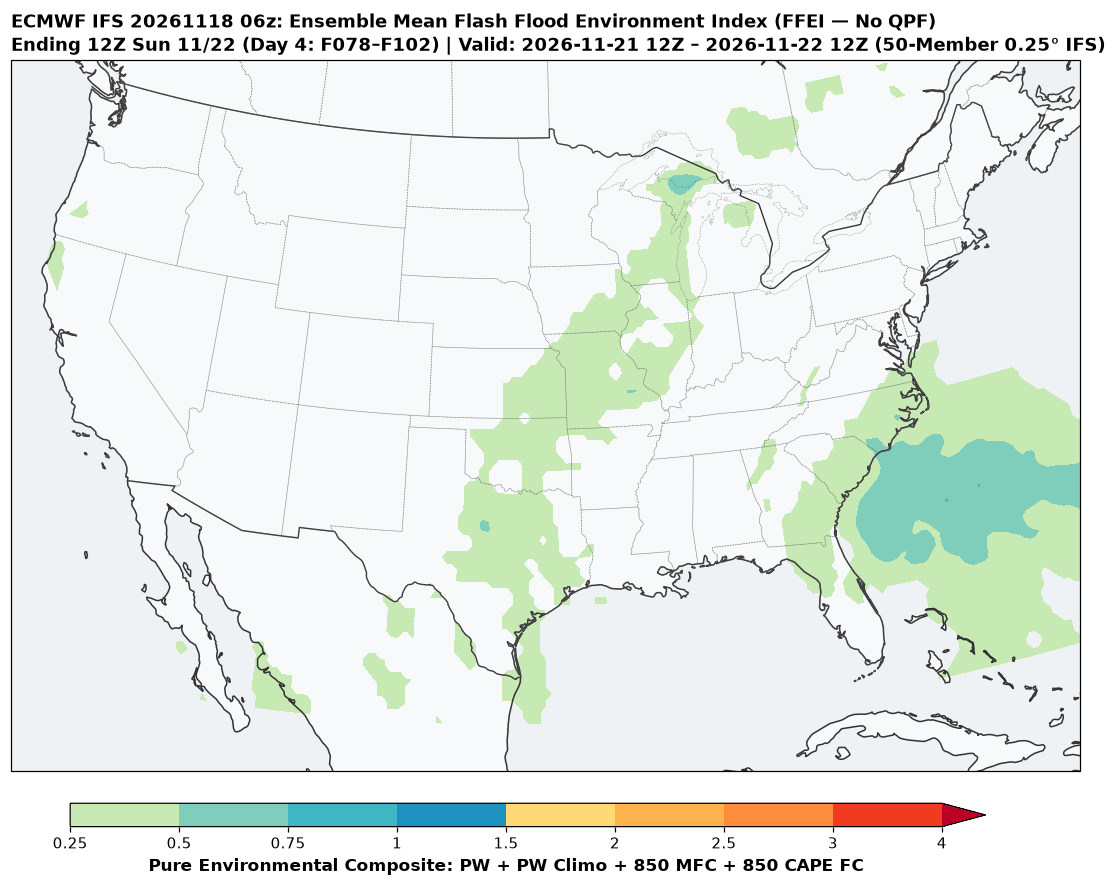 ECMWF IFS 20261118 06z: Ensemble Mean Flash Flood Environment Index (FFEI — No QPF)
Ending 12Z Sun 11/22 (Day 4: F078–F102) | Valid: 2026-11-21 12Z – 2026-11-22 12Z (50-Member 0.25° IFS)
0.25 0.5 0.75 1 1.5 2 2.5 3 4
Pure Environmental Composite: PW + PW Climo + 850 MFC + 850 CAPE FC